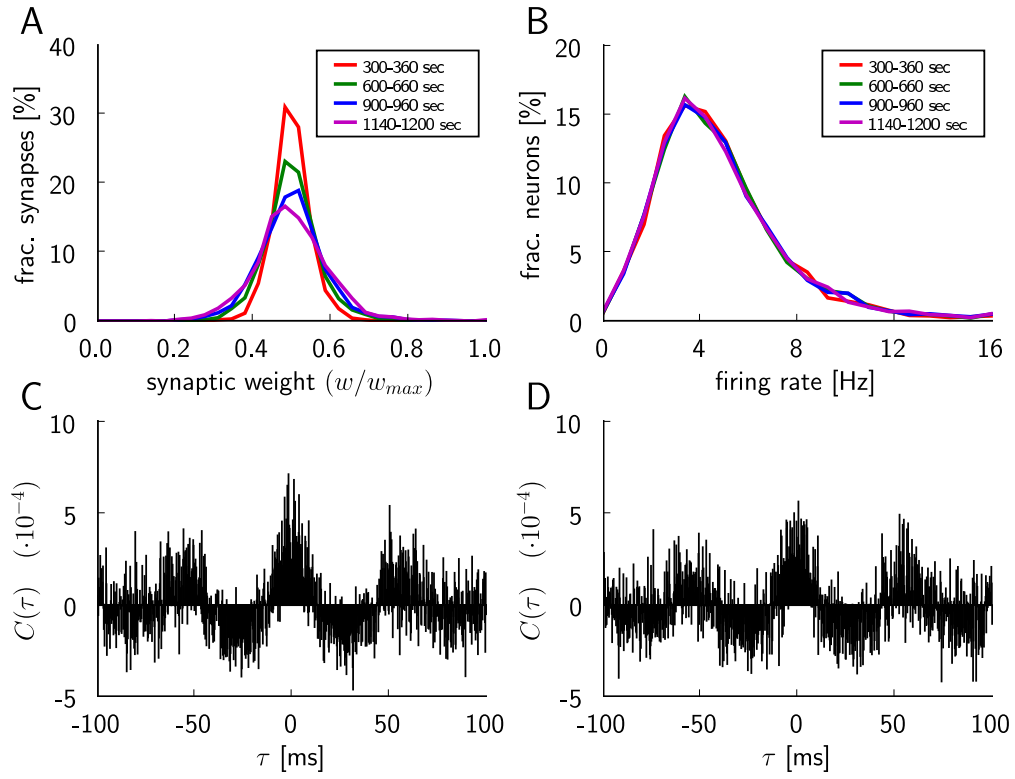 A
frac. synapses [%]
40
30
20
10
0
0.0 0.2 0.4 0.6 0.8 1.0
synaptic weight (w/w_max)
300-360 sec
600-660 sec
900-960 sec
1140-1200 sec
B
frac. neurons [%]
20
15
10
5
0
0 4 8 12 16
firing rate [Hz]
300-360 sec
600-660 sec
900-960 sec
1140-1200 sec
C
C(τ) (·10⁻⁴)
10
5
0
-5
-100 -50 0 50 100
τ [ms]
D
C(τ) (·10⁻⁴)
10
5
0
-5
-100 -50 0 50 100
τ [ms]